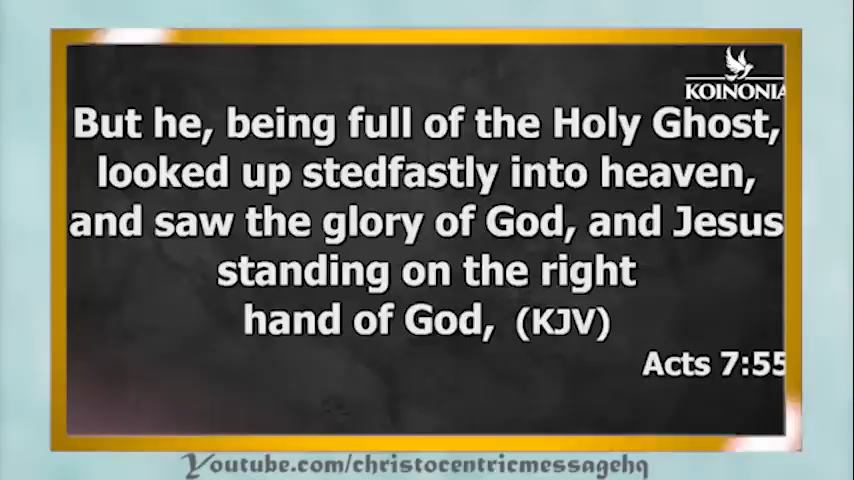 KOINONIA
But he, being full of the Holy Ghost,
looked up stedfastly into heaven,
and saw the glory of God, and Jesus
standing on the right
hand of God, (KJV)
Acts 7:55
Youtube.com/christocentricmessagehq